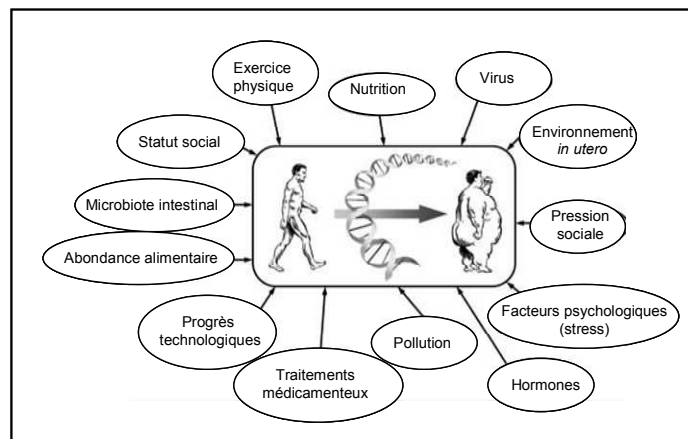 Exercice
physique
Nutrition
Virus
Statut social
Environnement
in utero
Microbiote intestinal
Pression
sociale
Abondance alimentaire
Progrès
technologiques
Facteurs psychologiques
(stress)
Pollution
Traitements
médicamenteux
Hormones